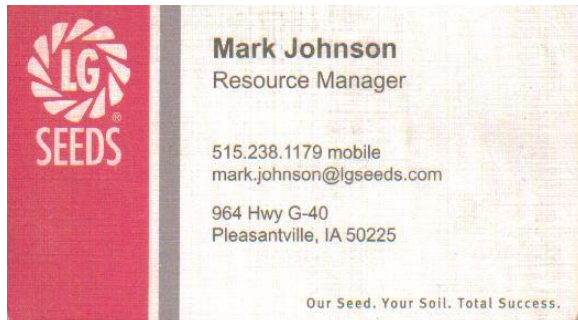 LG
®
SEEDS
Mark Johnson
Resource Manager
515.238.1179 mobile
mark.johnson@lgseeds.com
964 Hwy G-40
Pleasantville, IA 50225
Our Seed. Your Soil. Total Success.